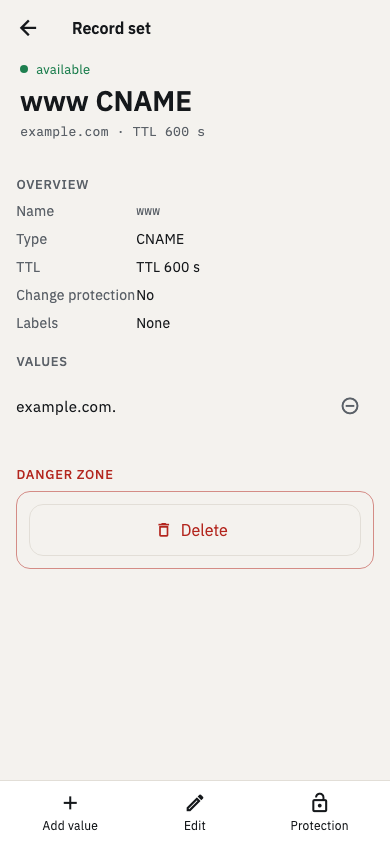 Record set
available
www CNAME
example.com · TTL 600 s
OVERVIEW
Name www
Type CNAME
TTL TTL 600 s
Change protection No
Labels None
VALUES
example.com.
DANGER ZONE
Delete
Add value Edit Protection